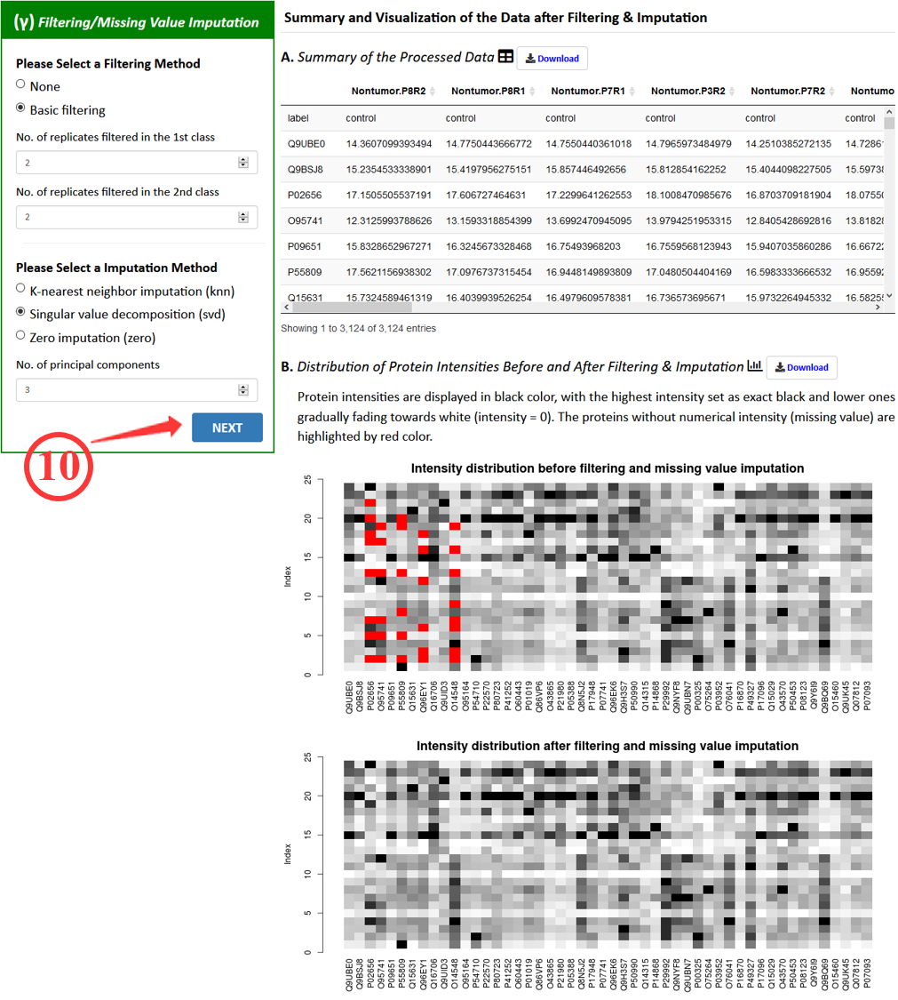 (γ) Filtering/Missing Value Imputation
Please Select a Filtering Method
None
Basic filtering
No. of replicates filtered in the 1st class
2
No. of replicates filtered in the 2nd class
2
Please Select a Imputation Method
K-nearest neighbor imputation (knn)
Singular value decomposition (svd)
Zero imputation (zero)
No. of principal components
3
NEXT
10
Summary and Visualization of the Data after Filtering & Imputation
A. Summary of the Processed Data Download
Nontumor.P8R2 Nontumor.P8R1 Nontumor.P7R1 Nontumor.P3R2 Nontumor.P7R2 Nontumo
label control control control control control control
Q9UBE0 14.3607099393494 14.7750443666772 14.7550440361018 14.7965973484979 14.2510385272135 14.7286
Q9BSJ8 15.2354533338901 15.4197956275151 15.857446492656 15.812854162252 15.4044098227505 15.5973
P02656 17.1505505537191 17.606727464631 17.2299641262553 18.1008470985676 16.8703709181904 18.0755
O95741 12.3125993788626 13.1593318854399 13.6992470945095 13.9794251953315 12.8405428692816 13.8182
P09651 15.8328652967271 16.3245673328468 16.75493968203 16.7559568123943 15.9407035860286 16.6672
P55809 17.5621156938302 17.0976737315454 16.9448149893809 17.0480504404169 16.5983333666532 16.9559
Q15631 15.7324589461319 16.4039939526254 16.4979609578381 16.736573695671 15.9732264945332 16.5825
Showing 1 to 3,124 of 3,124 entries
B. Distribution of Protein Intensities Before and After Filtering & Imputation Download
Protein intensities are displayed in black color, with the highest intensity set as exact black and lower ones
gradually fading towards white (intensity = 0). The proteins without numerical intensity (missing value) are
highlighted by red color.
Intensity distribution before filtering and missing value imputation
25
20
15
10
5
0
Index
Q9UBE0 Q9BSJ8 P02656 O95741 P09651 P55809 Q15631 Q96EY1 Q16706 Q9UID3 O14548 O95164 P54710 P22570 P80723 P41252 O60443 P01019 Q86VP6 O43865 P21980 P05388 Q8N5J2 P17948 P07741 Q96EK6 Q9H3S7 P50990 Q14315 P14868 P29992 Q9NYF8 Q9UBN7 P00325 O75264 P03952 O76041 P16870 P49327 P17096 Q15029 O43570 P50453 P08123 Q9Y6I9 Q9BQ69 O15460 Q9UK45 Q07812 P07093
Intensity distribution after filtering and missing value imputation
25
20
15
10
5
0
Index
Q9UBE0 Q9BSJ8 P02656 O95741 P09651 P55809 Q15631 Q96EY1 Q16706 Q9UID3 O14548 O95164 P54710 P22570 P80723 P41252 O60443 P01019 Q86VP6 O43865 P21980 P05388 Q8N5J2 P17948 P07741 Q96EK6 Q9H3S7 P50990 Q14315 P14868 P29992 Q9NYF8 Q9UBN7 P00325 O75264 P03952 O76041 P16870 P49327 P17096 Q15029 O43570 P50453 P08123 Q9Y6I9 Q9BQ69 O15460 Q9UK45 Q07812 P07093